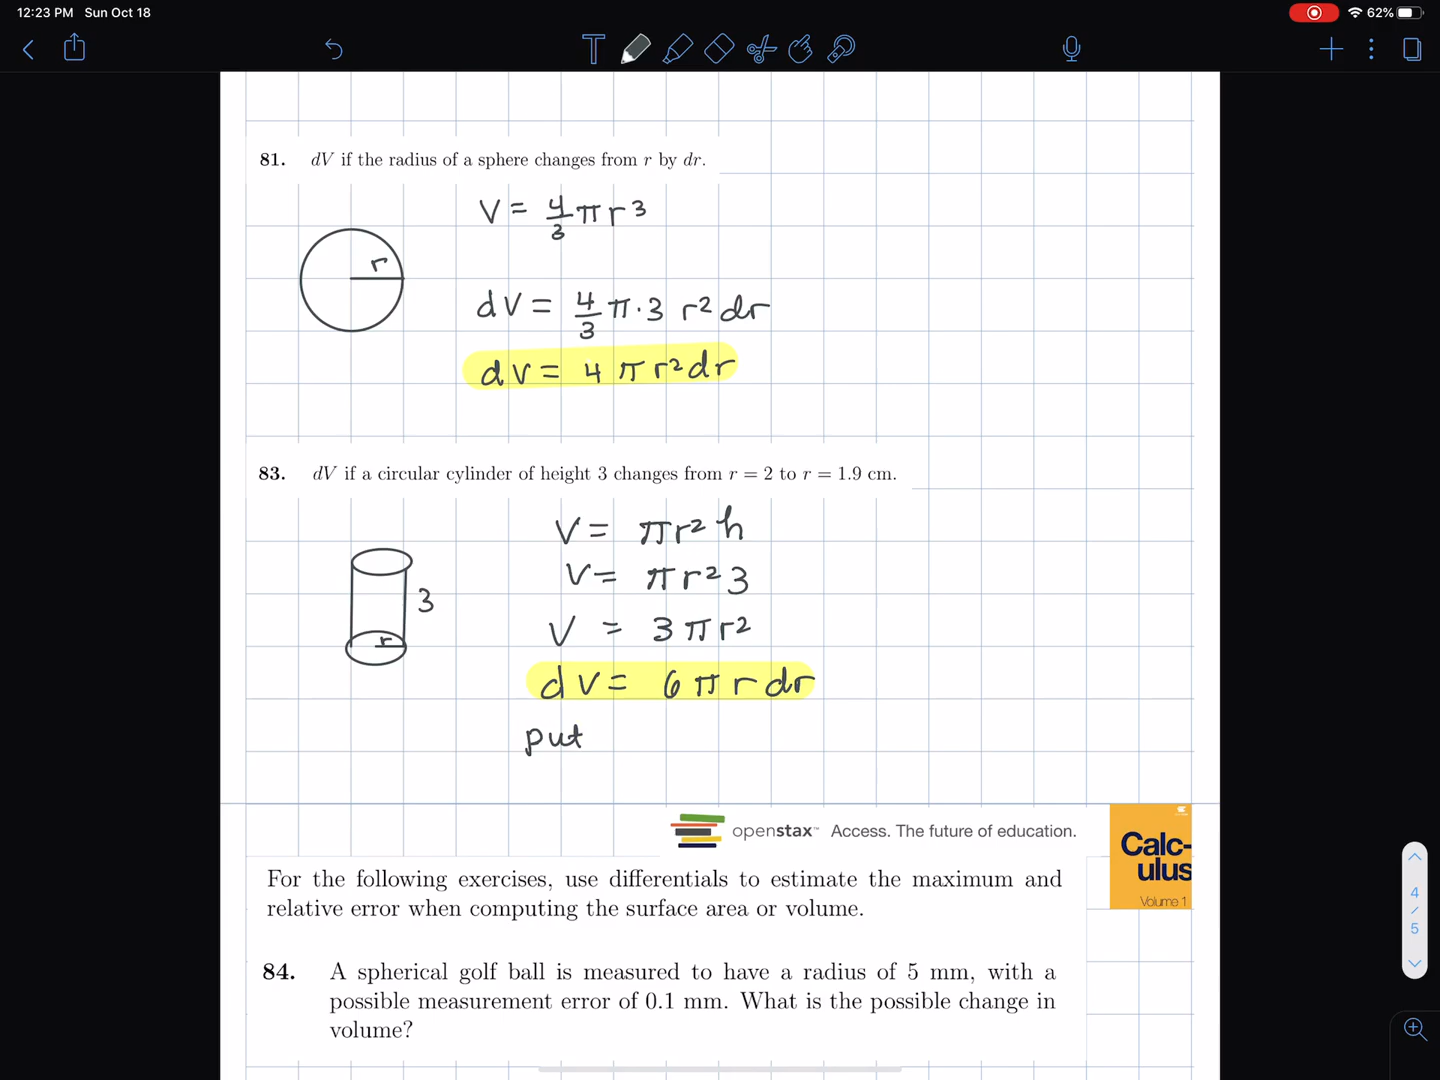 12:23 PM Sun Oct 18
62%
81. dV if the radius of a sphere changes from r by dr.
V = 4/3 π r³
r
dV = 4/3 π · 3 r² dr
dV = 4 π r² dr
83. dV if a circular cylinder of height 3 changes from r = 2 to r = 1.9 cm.
V = πr² h
V = πr² 3
3
V = 3πr²
r
dV = 6πr dr
put
openstax™ Access. The future of education.
Calc-
ulus
Volume 1
For the following exercises, use differentials to estimate the maximum and
relative error when computing the surface area or volume.
84. A spherical golf ball is measured to have a radius of 5 mm, with a
possible measurement error of 0.1 mm. What is the possible change in
volume?
4
/
5